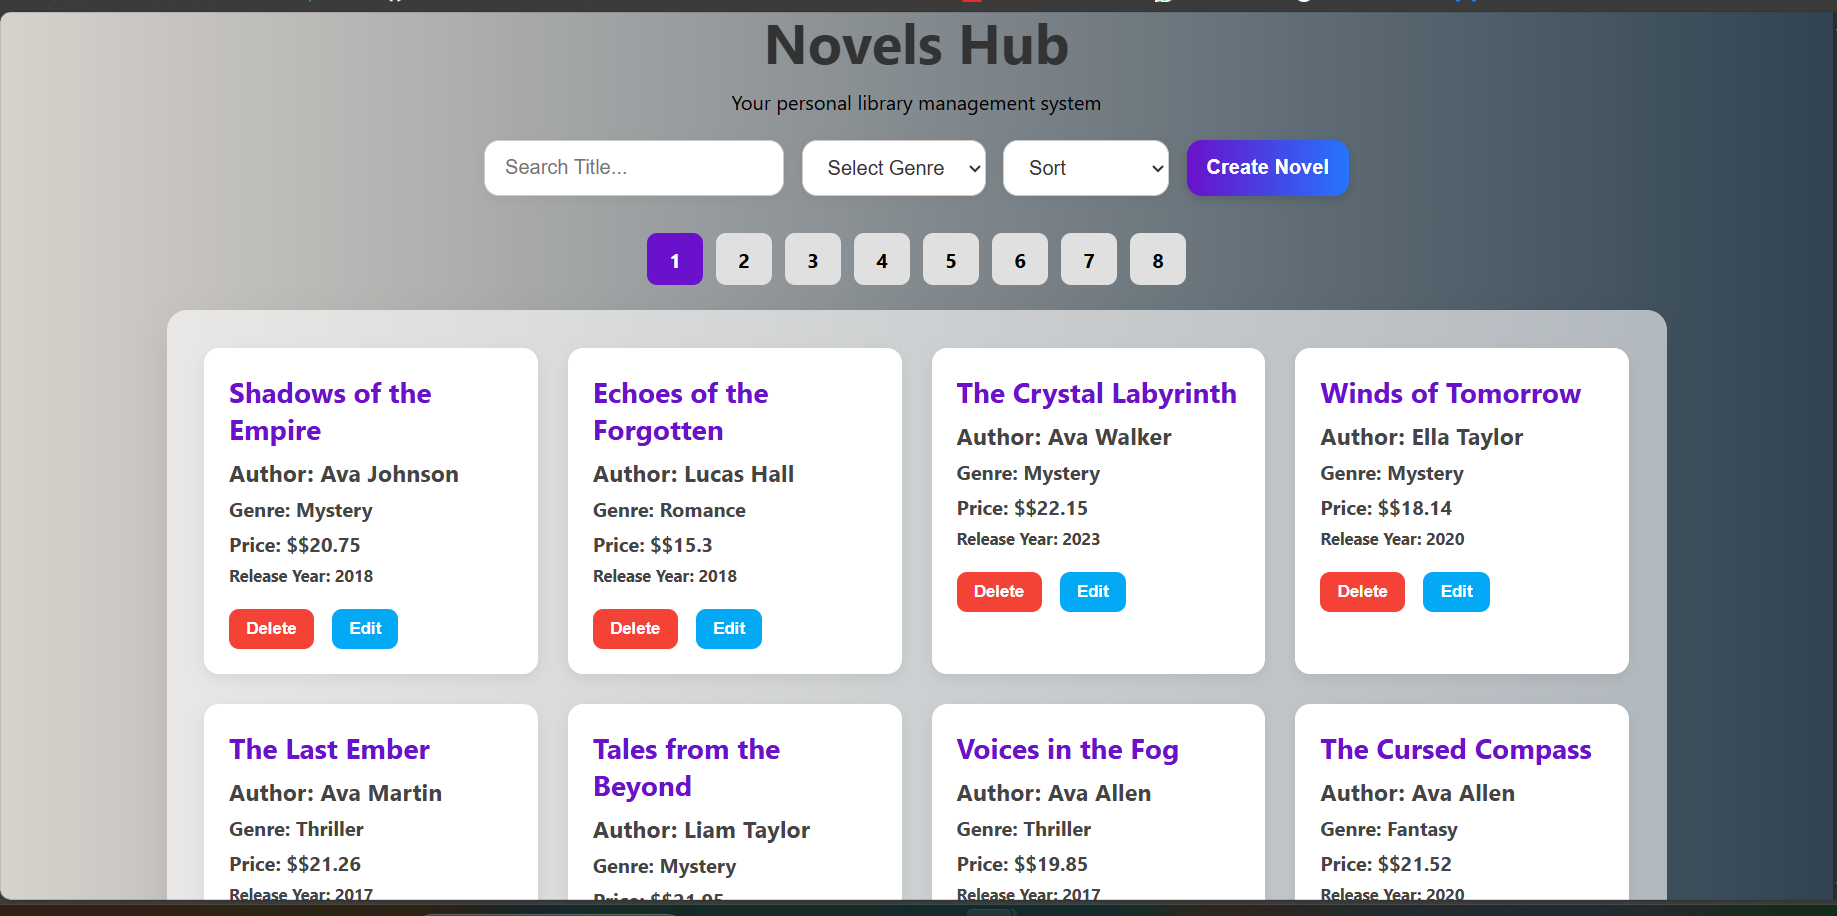 Novels Hub
Your personal library management system
Search Title...
Select Genre
Sort
Create Novel
1 2 3 4 5 6 7 8
Shadows of the
Empire
Author: Ava Johnson
Genre: Mystery
Price: $$20.75
Release Year: 2018
Delete Edit
Echoes of the
Forgotten
Author: Lucas Hall
Genre: Romance
Price: $$15.3
Release Year: 2018
Delete Edit
The Crystal Labyrinth
Author: Ava Walker
Genre: Mystery
Price: $$22.15
Release Year: 2023
Delete Edit
Winds of Tomorrow
Author: Ella Taylor
Genre: Mystery
Price: $$18.14
Release Year: 2020
Delete Edit
The Last Ember
Author: Ava Martin
Genre: Thriller
Price: $$21.26
Release Year: 2017
Tales from the
Beyond
Author: Liam Taylor
Genre: Mystery
Price: $$21.95
Voices in the Fog
Author: Ava Allen
Genre: Thriller
Price: $$19.85
Release Year: 2017
The Cursed Compass
Author: Ava Allen
Genre: Fantasy
Price: $$21.52
Release Year: 2020